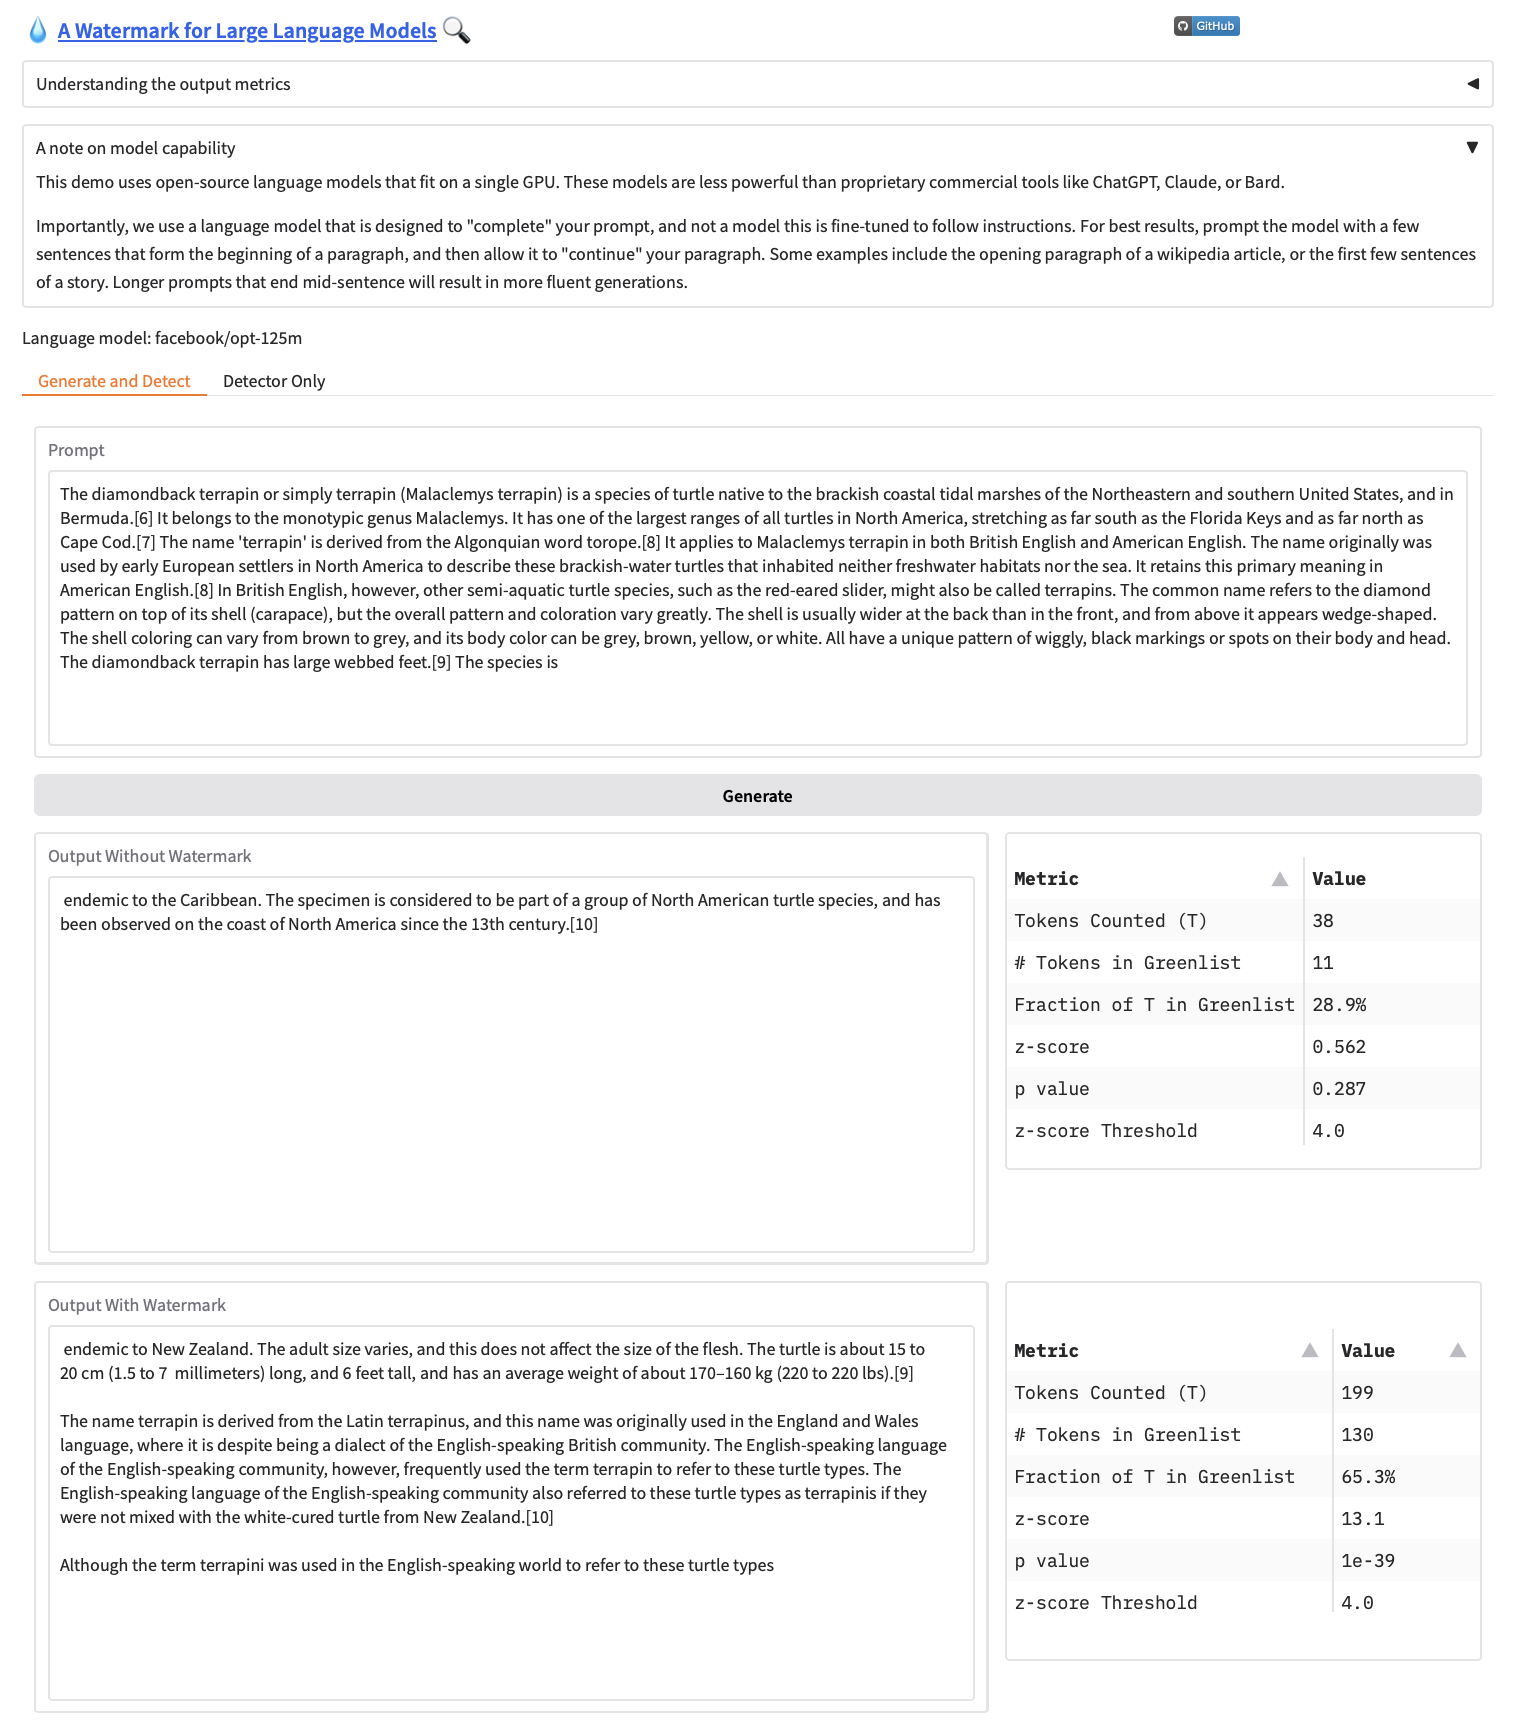 A Watermark for Large Language Models
GitHub
Understanding the output metrics
A note on model capability
This demo uses open-source language models that fit on a single GPU. These models are less powerful than proprietary commercial tools like ChatGPT, Claude, or Bard.
Importantly, we use a language model that is designed to "complete" your prompt, and not a model this is fine-tuned to follow instructions. For best results, prompt the model with a few
sentences that form the beginning of a paragraph, and then allow it to "continue" your paragraph. Some examples include the opening paragraph of a wikipedia article, or the first few sentences
of a story. Longer prompts that end mid-sentence will result in more fluent generations.
Language model: facebook/opt-125m
Generate and Detect Detector Only
Prompt
The diamondback terrapin or simply terrapin (Malaclemys terrapin) is a species of turtle native to the brackish coastal tidal marshes of the Northeastern and southern United States, and in
Bermuda.[6] It belongs to the monotypic genus Malaclemys. It has one of the largest ranges of all turtles in North America, stretching as far south as the Florida Keys and as far north as
Cape Cod.[7] The name 'terrapin' is derived from the Algonquian word torope.[8] It applies to Malaclemys terrapin in both British English and American English. The name originally was
used by early European settlers in North America to describe these brackish-water turtles that inhabited neither freshwater habitats nor the sea. It retains this primary meaning in
American English.[8] In British English, however, other semi-aquatic turtle species, such as the red-eared slider, might also be called terrapins. The common name refers to the diamond
pattern on top of its shell (carapace), but the overall pattern and coloration vary greatly. The shell is usually wider at the back than in the front, and from above it appears wedge-shaped.
The shell coloring can vary from brown to grey, and its body color can be grey, brown, yellow, or white. All have a unique pattern of wiggly, black markings or spots on their body and head.
The diamondback terrapin has large webbed feet.[9] The species is
Generate
Output Without Watermark
endemic to the Caribbean. The specimen is considered to be part of a group of North American turtle species, and has
been observed on the coast of North America since the 13th century.[10]
Metric Value
Tokens Counted (T) 38
# Tokens in Greenlist 11
Fraction of T in Greenlist 28.9%
z-score 0.562
p value 0.287
z-score Threshold 4.0
Output With Watermark
endemic to New Zealand. The adult size varies, and this does not affect the size of the flesh. The turtle is about 15 to
20 cm (1.5 to 7 millimeters) long, and 6 feet tall, and has an average weight of about 170–160 kg (220 to 220 lbs).[9]
The name terrapin is derived from the Latin terrapinus, and this name was originally used in the England and Wales
language, where it is despite being a dialect of the English-speaking British community. The English-speaking language
of the English-speaking community, however, frequently used the term terrapin to refer to these turtle types. The
English-speaking language of the English-speaking community also referred to these turtle types as terrapinis if they
were not mixed with the white-cured turtle from New Zealand.[10]
Although the term terrapini was used in the English-speaking world to refer to these turtle types
Metric Value
Tokens Counted (T) 199
# Tokens in Greenlist 130
Fraction of T in Greenlist 65.3%
z-score 13.1
p value 1e-39
z-score Threshold 4.0